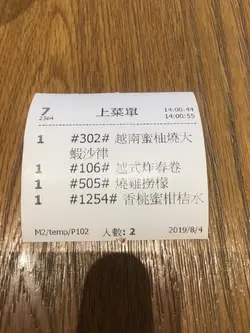 7 上菜單 14:00:44
2364 14:00:55
1 #302# 越南蜜柚燒大
蝦沙律
1 #106# 越式炸春卷
1 #505# 燒雞撈檬
1 #1254# 香桃蜜柑桔水
M2/temp/P102 人數: 2 2019/8/4